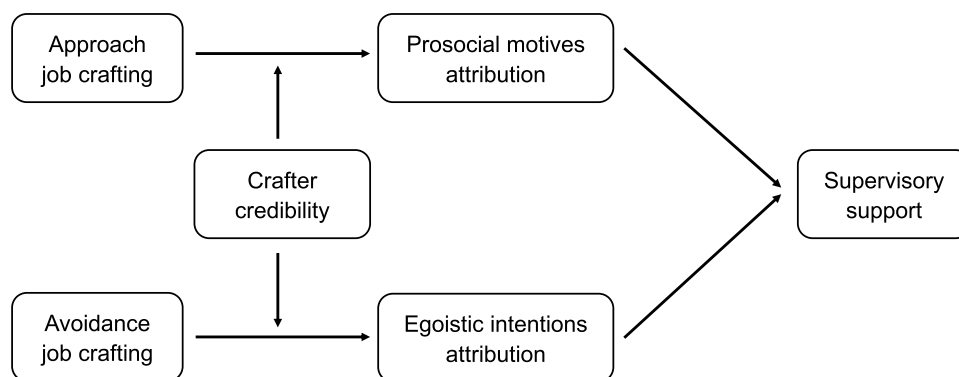 Approach
job crafting
Prosocial motives
attribution
Crafter
credibility
Supervisory
support
Avoidance
job crafting
Egoistic intentions
attribution